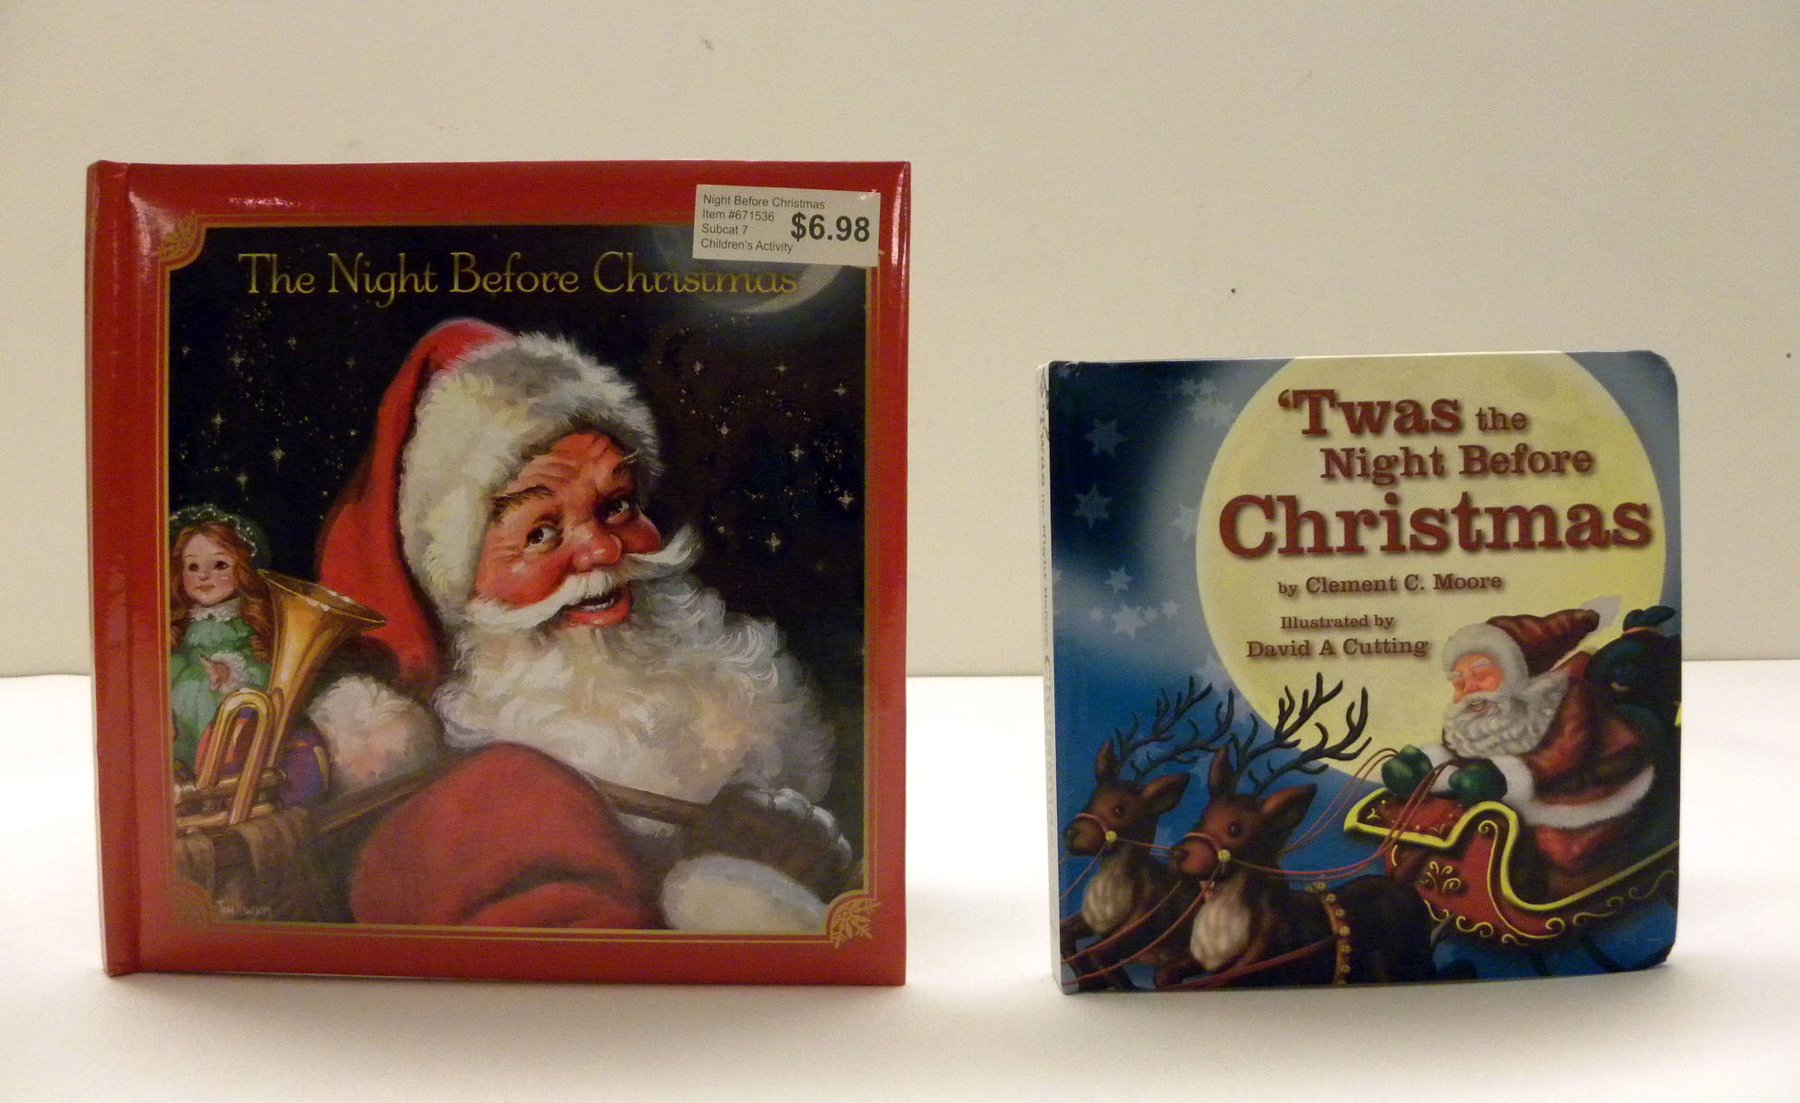 Night Before Christmas
Item #671536
Subcat 7
Children's Activity
$6.98
The Night Before Christmas
'Twas the
Night Before
Christmas
by Clement C. Moore
Illustrated by
David A Cutting